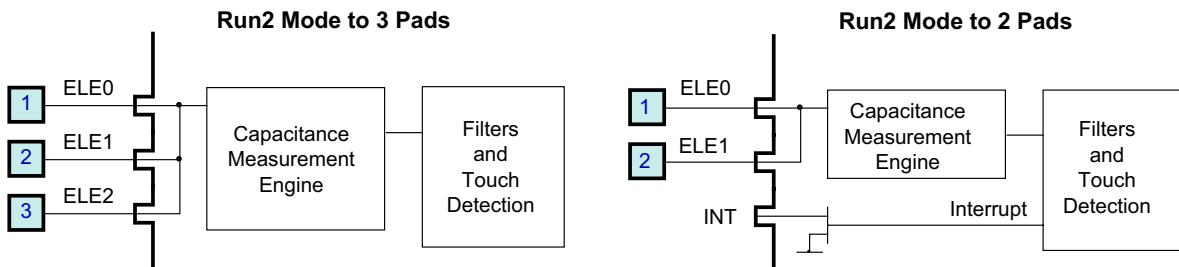 Run2 Mode to 3 Pads
1
ELE0
2
ELE1
3
ELE2
Capacitance
Measurement
Engine
Filters
and
Touch
Detection
Run2 Mode to 2 Pads
1
ELE0
2
ELE1
INT
Capacitance
Measurement
Engine
Interrupt
Filters
and
Touch
Detection